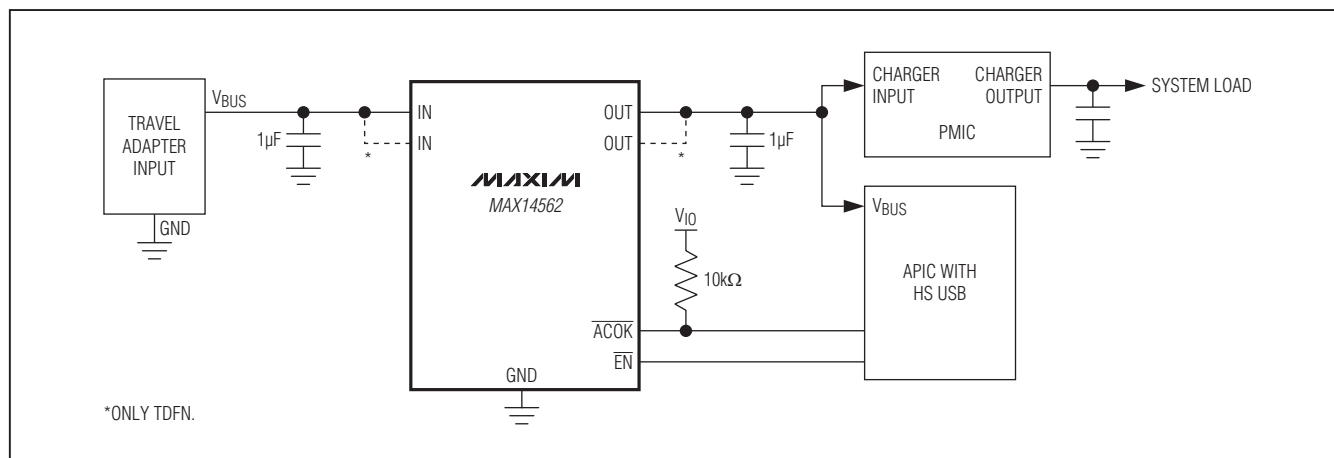 TRAVEL
ADAPTER
INPUT
VBUS
GND
1µF
*
IN
IN
MAXIM
MAX14562
OUT
OUT
*
1µF
VIO
10kΩ
ACOK
EN
GND
CHARGER
INPUT
CHARGER
OUTPUT
PMIC
SYSTEM LOAD
VBUS
APIC WITH
HS USB
*ONLY TDFN.